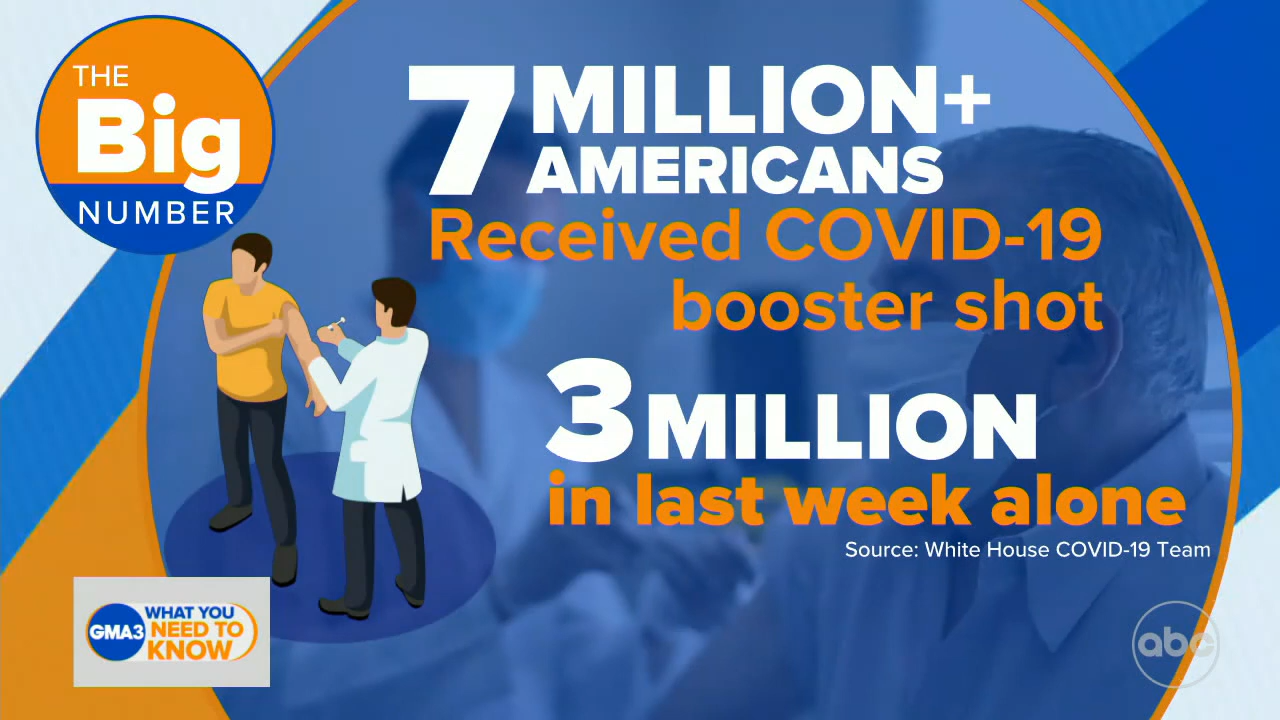 THE
Big
NUMBER
7 MILLION+
AMERICANS
Received COVID-19
booster shot
3 MILLION
in last week alone
Source: White House COVID-19 Team
GMA3
WHAT YOU
NEED TO
KNOW
abc